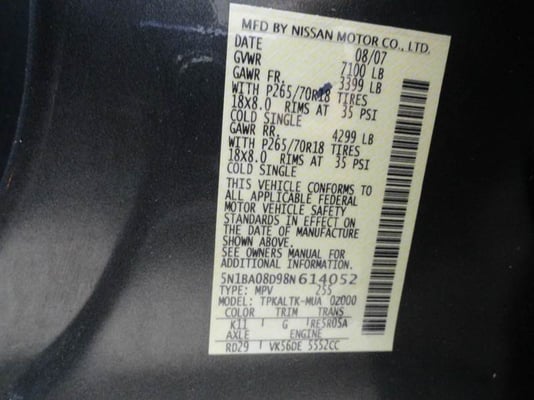 MFD BY NISSAN MOTOR CO., LTD.
DATE 08/07
GVWR 7100 LB
GAWR FR. 3399 LB
WITH P265/70R18 TIRES
18X8.0 RIMS AT 35 PSI
COLD SINGLE
GAWR RR. 4299 LB
WITH P265/70R18 TIRES
18X8.0 RIMS AT 35 PSI
COLD SINGLE
THIS VEHICLE CONFORMS TO
ALL APPLICABLE FEDERAL
MOTOR VEHICLE SAFETY
STANDARDS IN EFFECT ON
THE DATE OF MANUFACTURE
SHOWN ABOVE.
SEE OWNERS MANUAL FOR
ADDITIONAL INFORMATION.
5N1BA08D98N614052
TYPE: MPV 255
MODEL: TPKALTK-MUA 02000
COLOR TRIM TRANS
K11 G RE5R05A
AXLE ENGINE
RD29 VK56DE 5552CC